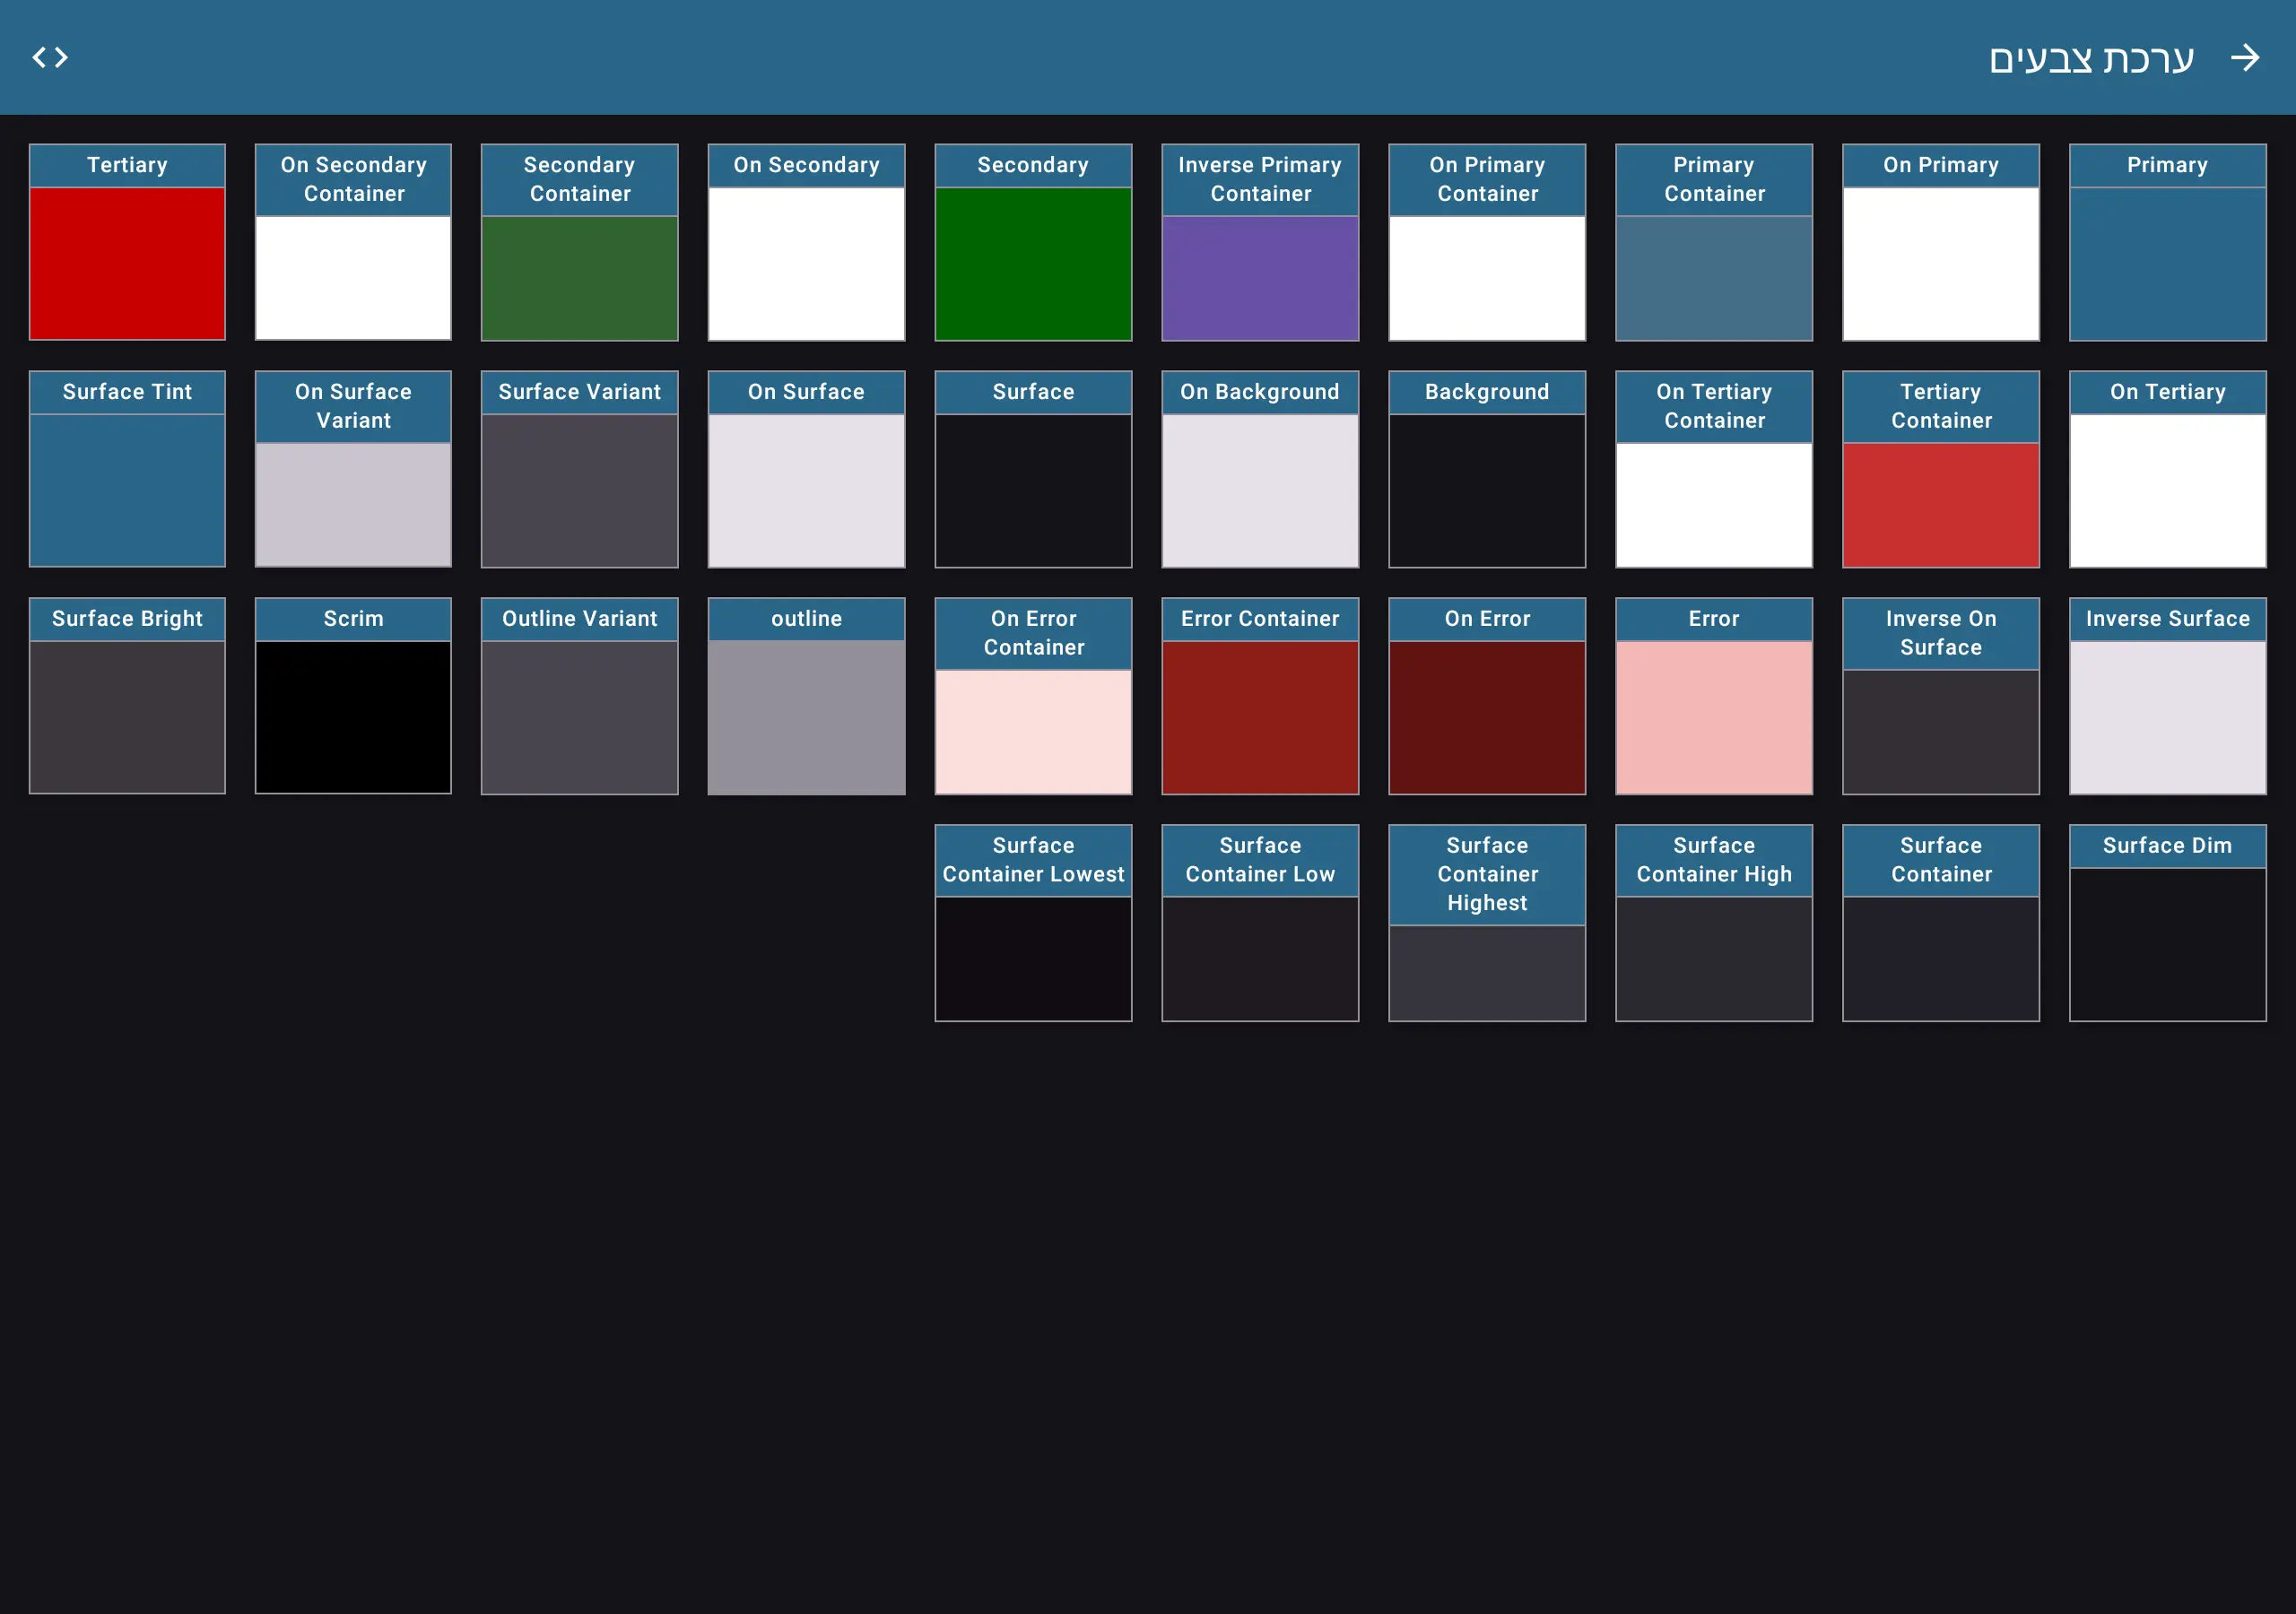 ערכת צבעים
Primary
On Primary
Primary
Container
On Primary
Container
Inverse Primary
Container
Secondary
On Secondary
Secondary
Container
On Secondary
Container
Tertiary
On Tertiary
Tertiary
Container
On Tertiary
Container
Background
On Background
Surface
On Surface
Surface Variant
On Surface
Variant
Surface Tint
Inverse Surface
Inverse On
Surface
Error
On Error
Error Container
On Error
Container
outline
Outline Variant
Scrim
Surface Bright
Surface Dim
Surface
Container
Surface
Container High
Surface
Container
Highest
Surface
Container Low
Surface
Container Lowest